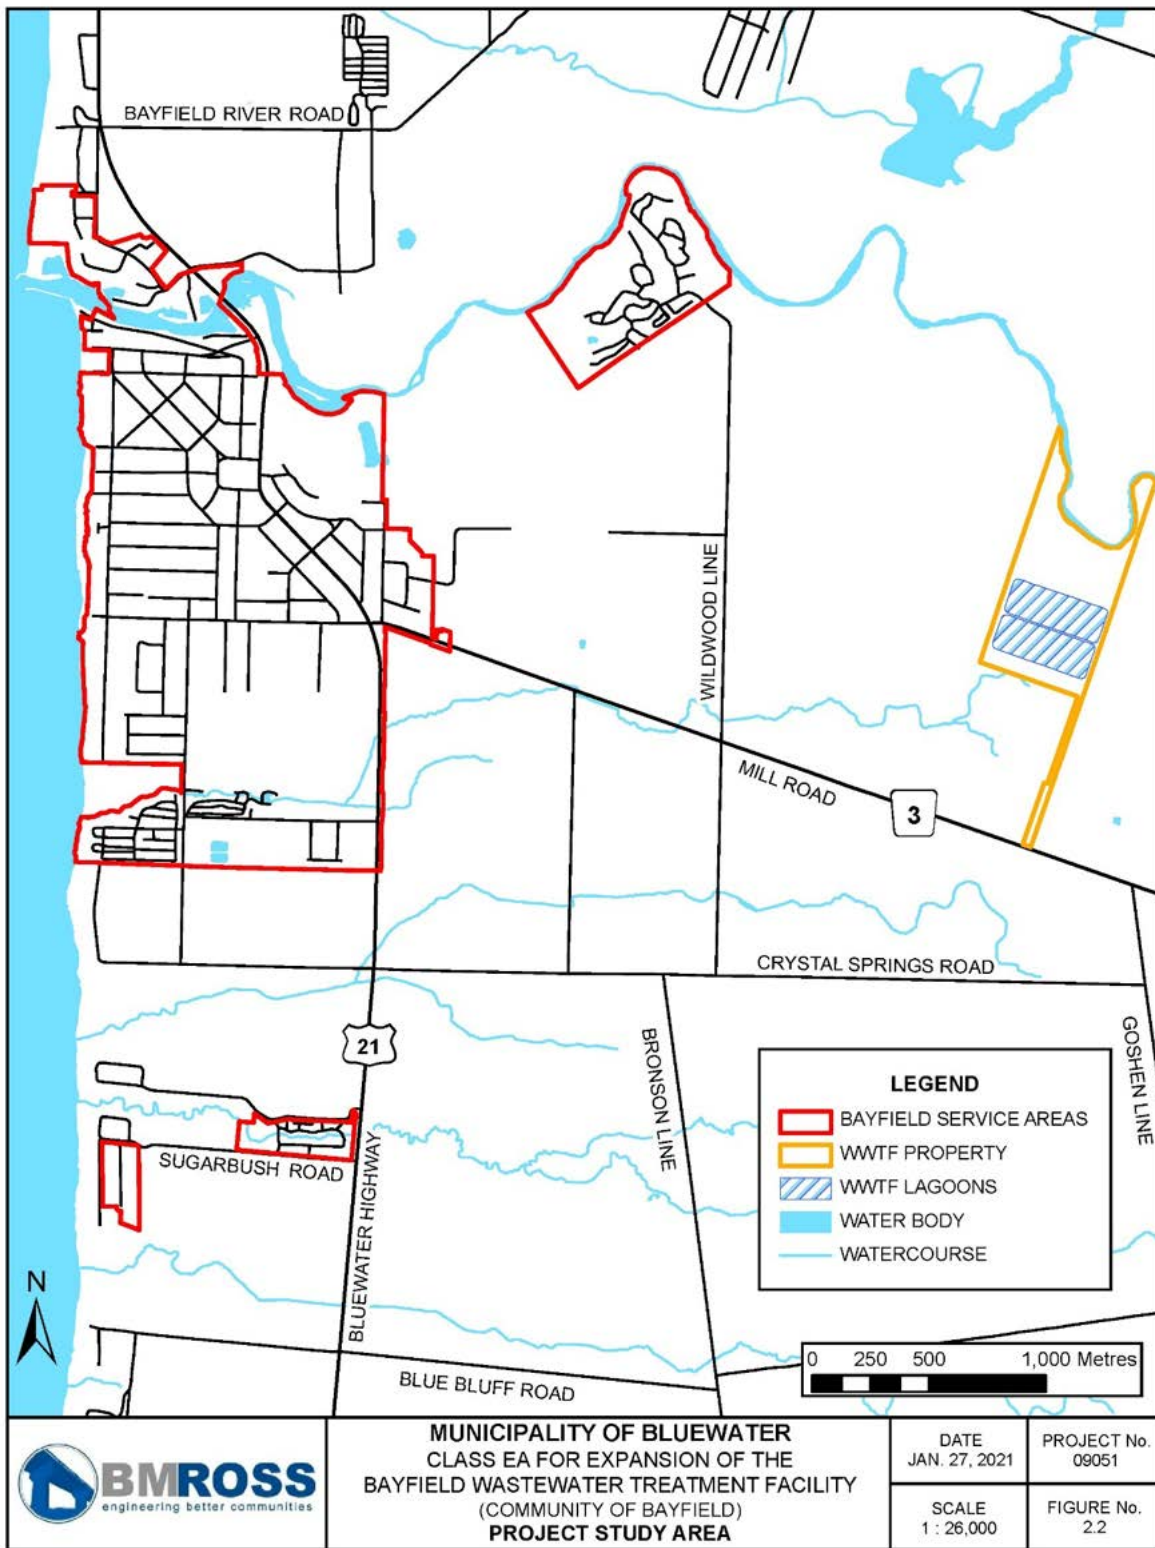 BAYFIELD RIVER ROAD
WILDWOOD LINE
MILL ROAD
3
CRYSTAL SPRINGS ROAD
21
BRONSON LINE
GOSHEN LINE
SUGARBUSH ROAD
BLUEWATER HIGHWAY
BLUE BLUFF ROAD
LEGEND
BAYFIELD SERVICE AREAS
WWTF PROPERTY
WWTF LAGOONS
WATER BODY
WATERCOURSE
N
0 250 500 1,000 Metres
BMROSS
engineering better communities
MUNICIPALITY OF BLUEWATER
CLASS EA FOR EXPANSION OF THE
BAYFIELD WASTEWATER TREATMENT FACILITY
(COMMUNITY OF BAYFIELD)
PROJECT STUDY AREA
DATE
JAN. 27, 2021
PROJECT No.
09051
SCALE
1 : 26,000
FIGURE No.
2.2